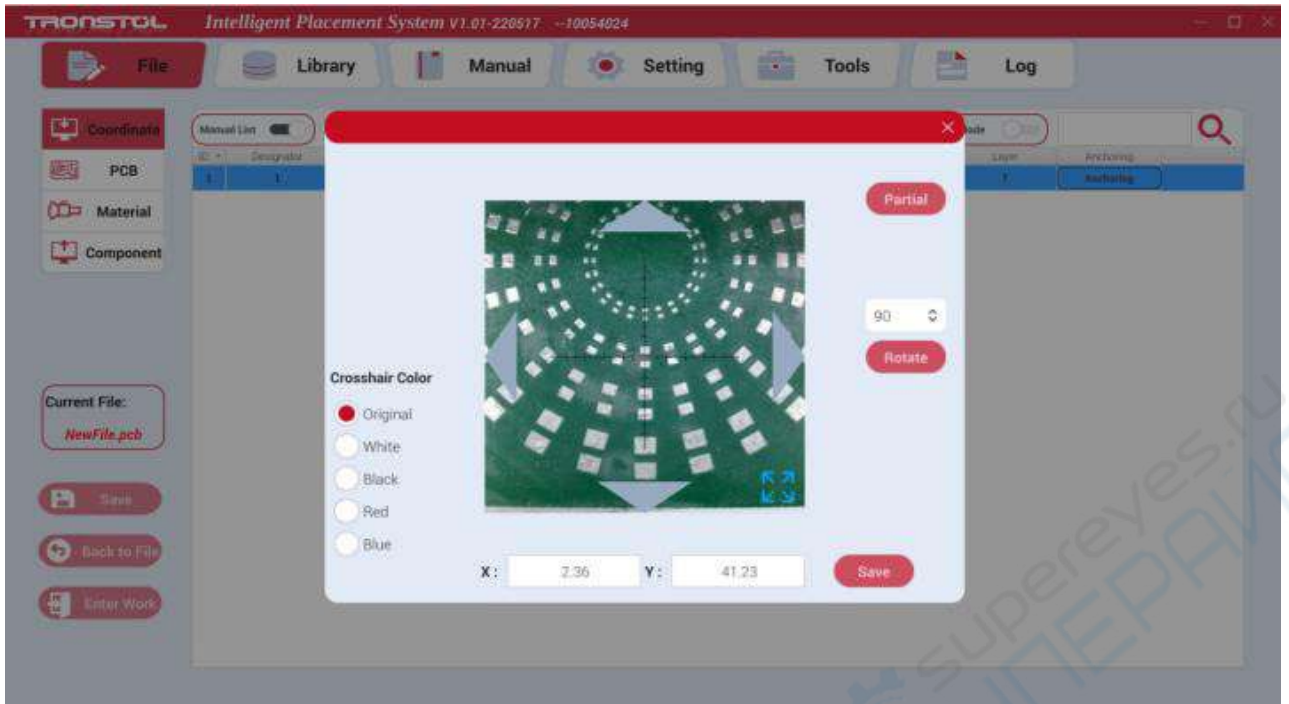 TRONSTOL Intelligent Placement System V1.01-220517 --10054024
File Library Manual Setting Tools Log
Coordinate
PCB
Material
Component
Manual List
ID Designator Layer Anchoring
1 1 Anchoring
Partial
90
Rotate
Crosshair Color
Original
White
Black
Red
Blue
X : 2.36 Y : 41.23 Save
Current File:
NewFile.pcb
Save
Back to File
Enter Work
supereyes.ru